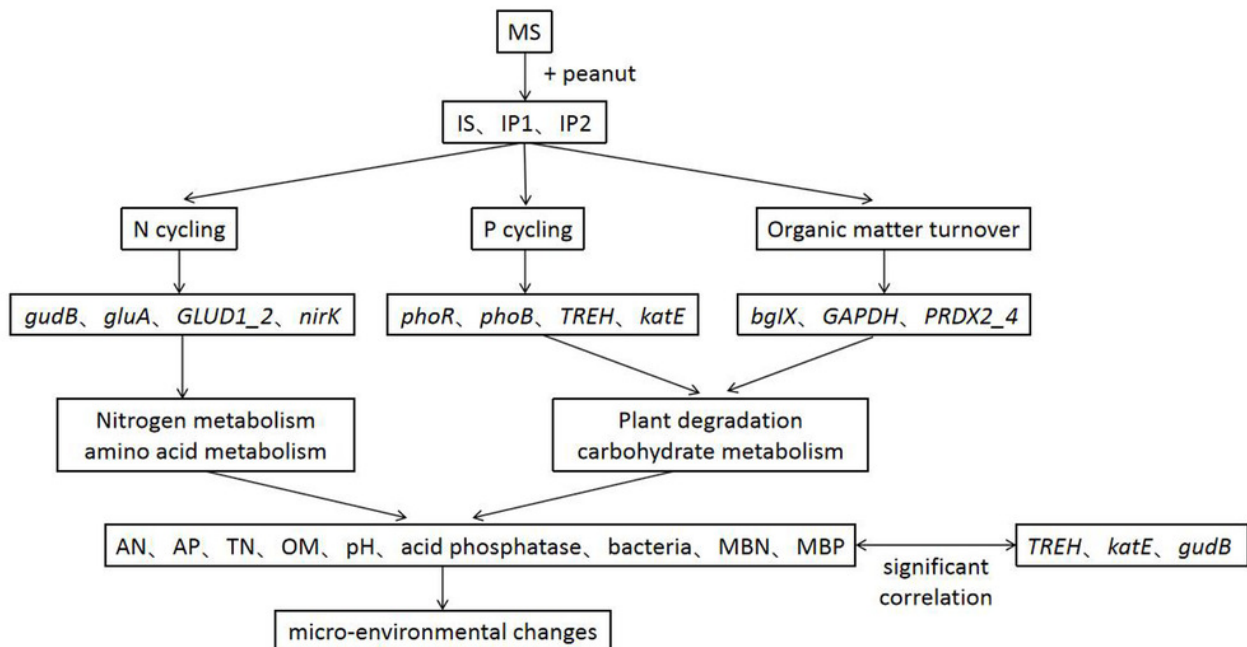 MS
+ peanut
IS、IP1、IP2
N cycling
P cycling
Organic matter turnover
gudB、gluA、GLUD1_2、nirK
phoR、phoB、TREH、katE
bglX、GAPDH、PRDX2_4
Nitrogen metabolism
amino acid metabolism
Plant degradation
carbohydrate metabolism
AN、AP、TN、OM、pH、acid phosphatase、bacteria、MBN、MBP
significant
correlation
TREH、katE、gudB
micro-environmental changes